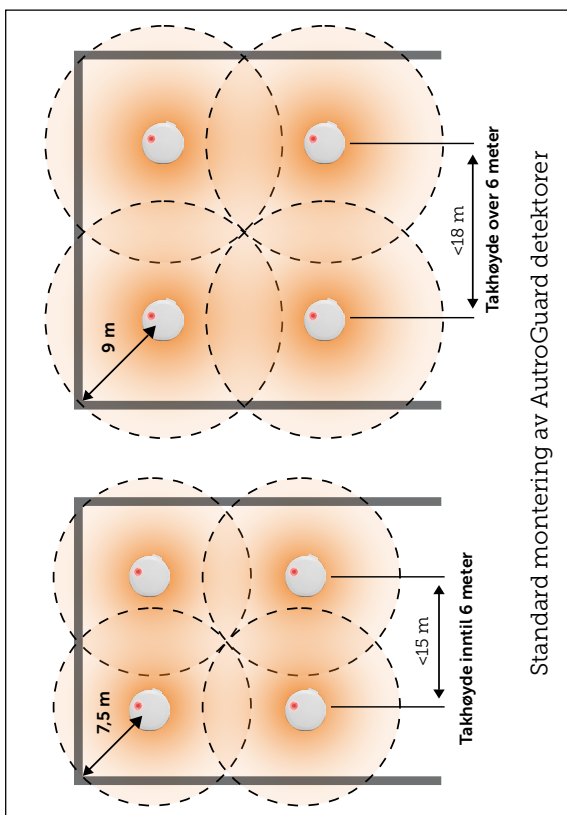 7,5 m
<15 m
Takhøyde inntil 6 meter
9 m
<18 m
Takhøyde over 6 meter
Standard montering av AutroGuard detektorer